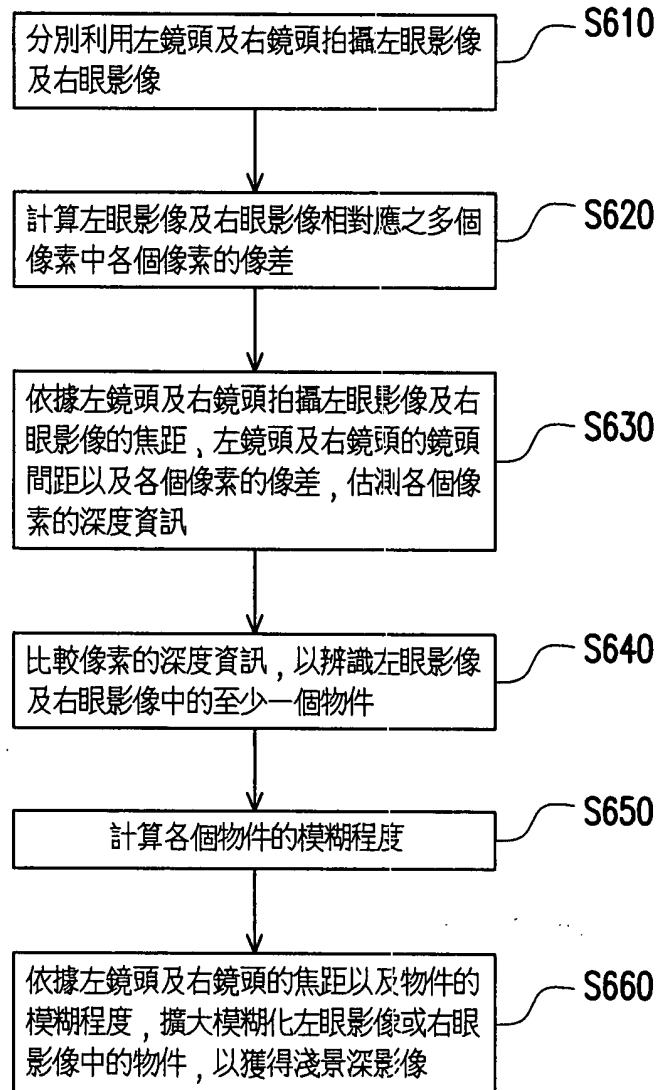 分別利用左鏡頭及右鏡頭拍攝左眼影像
及右眼影像
S610
計算左眼影像及右眼影像相對應之多個
像素中各個像素的像差
S620
依據左鏡頭及右鏡頭拍攝左眼影像及右
眼影像的焦距、左鏡頭及右鏡頭的鏡頭
間距以及各個像素的像差，估測各個像
素的深度資訊
S630
比較像素的深度資訊，以辨識左眼影像
及右眼影像中的至少一個物件
S640
計算各個物件的模糊程度
S650
依據左鏡頭及右鏡頭的焦距以及物件的
模糊程度，擴大模糊化左眼影像或右眼
影像中的物件，以獲得淺景深影像
S660